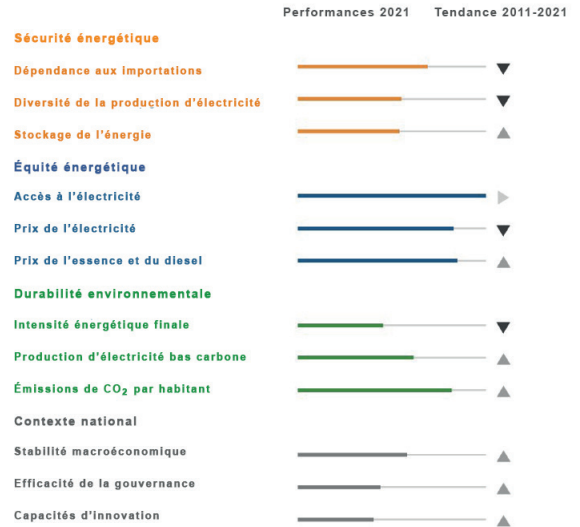 Performances 2021 Tendance 2011-2021
Sécurité énergétique
Dépendance aux importations
Diversité de la production d'électricité
Stockage de l'énergie
Équité énergétique
Accès à l'électricité
Prix de l'électricité
Prix de l'essence et du diesel
Durabilité environnementale
Intensité énergétique finale
Production d'électricité bas carbone
Émissions de CO₂ par habitant
Contexte national
Stabilité macroéconomique
Efficacité de la gouvernance
Capacités d'innovation